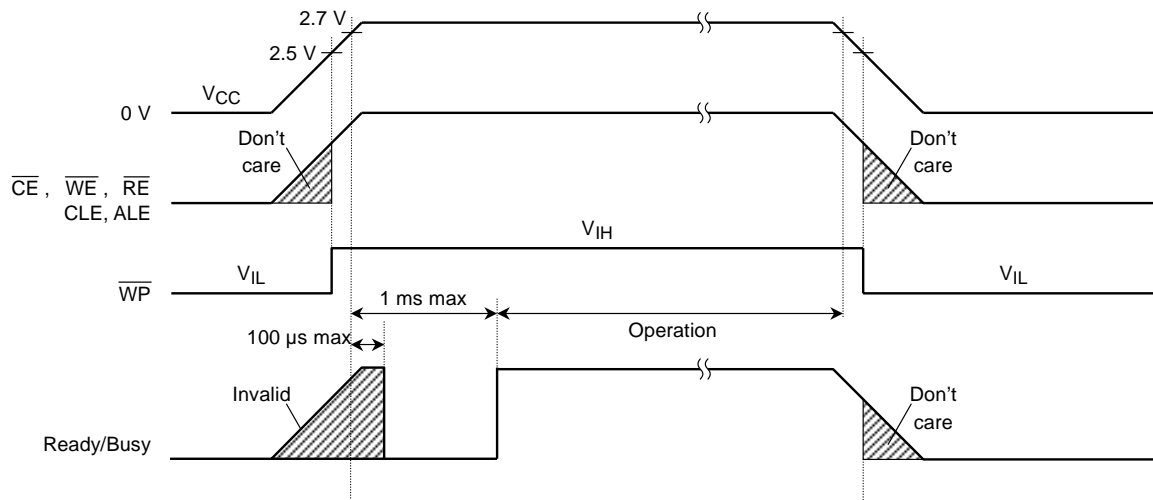 2.7 V
2.5 V
VCC
0 V
Don't
care
Don't
care
CE , WE , RE
CLE, ALE
VIH
VIL
VIL
WP
1 ms max
Operation
100 µs max
Invalid
Don't
care
Ready/Busy